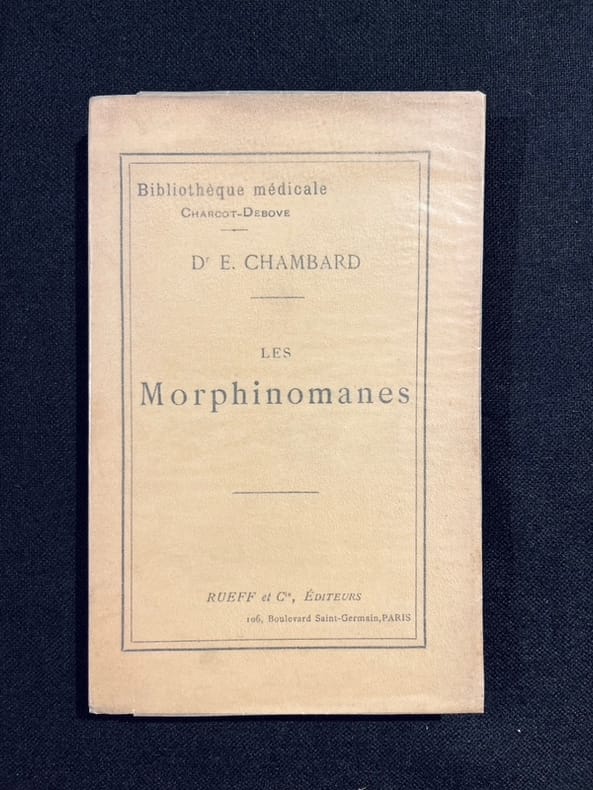 Bibliothèque médicale
CHARCOT-DEBOVE
Dr E. CHAMBARD
LES
Morphinomanes
RUEFF et Cie, ÉDITEURS
106, Boulevard Saint-Germain, PARIS